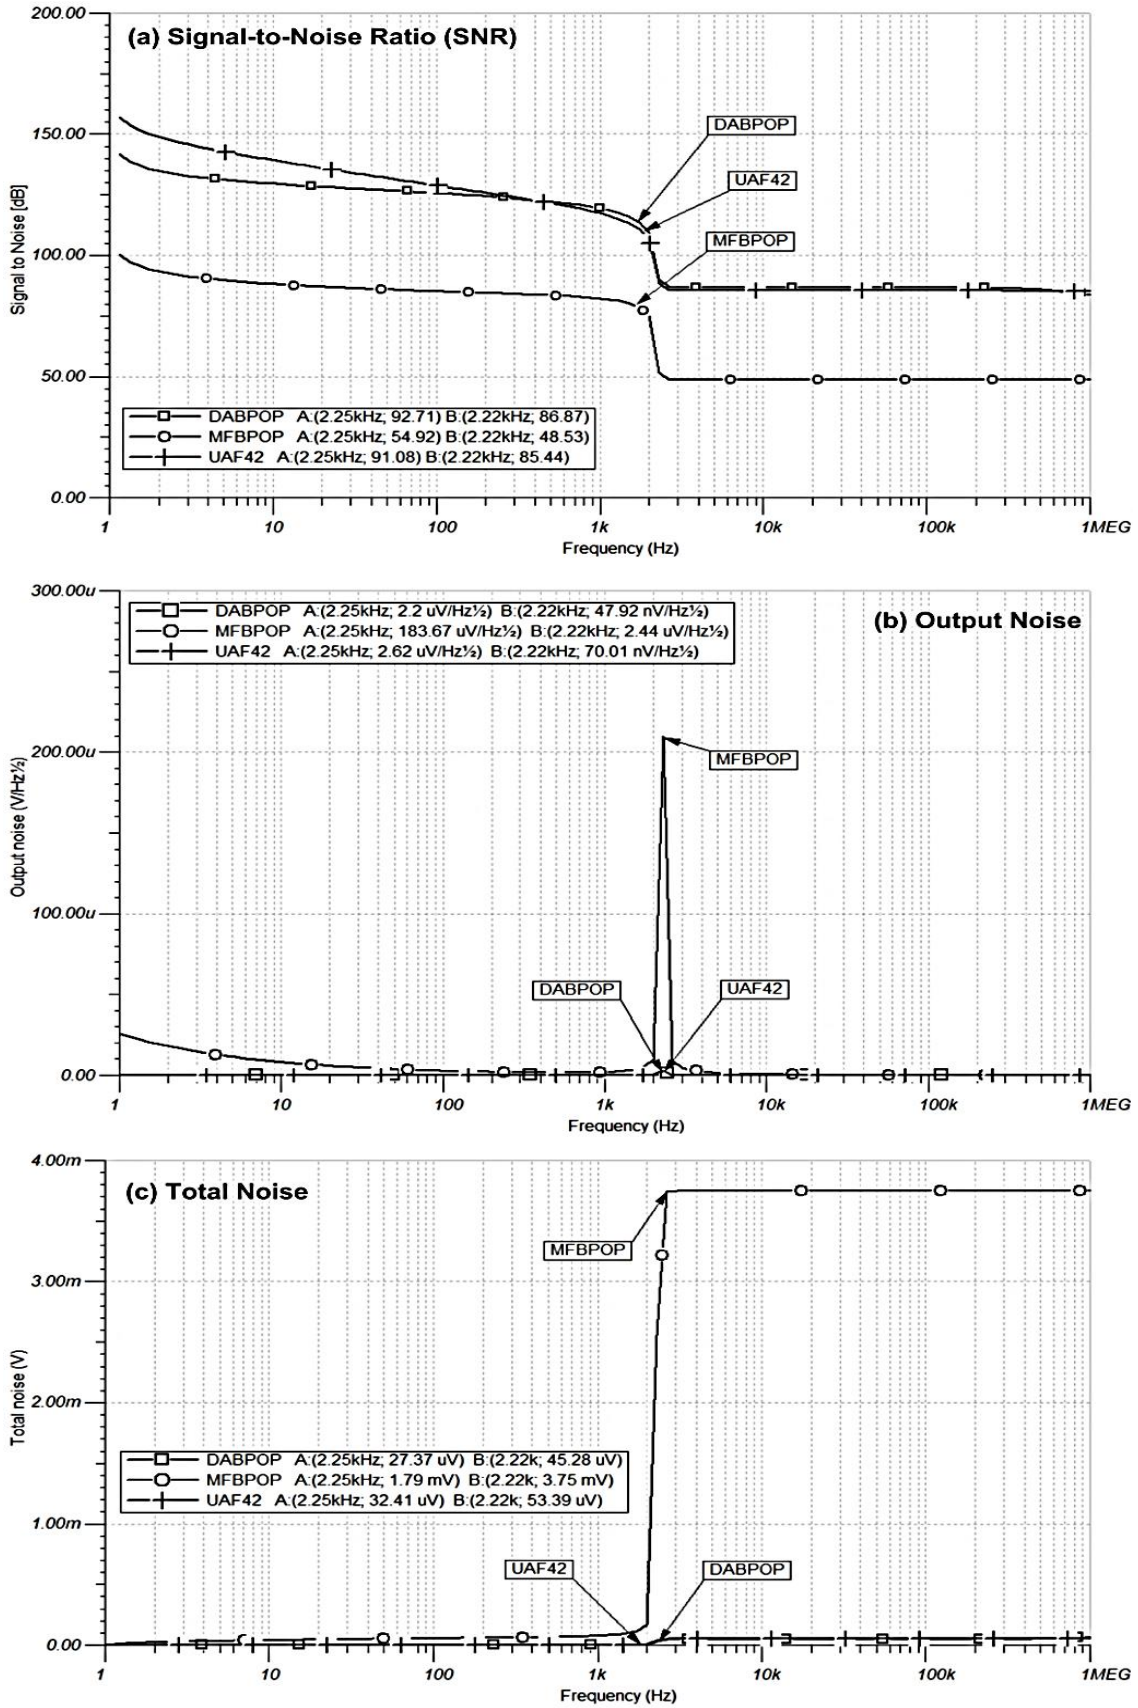 200.00
(a) Signal-to-Noise Ratio (SNR)
150.00
DABPOP
UAF42
MFBPOP
100.00
Signal to Noise [dB]
50.00
DABPOP A:(2.25kHz; 92.71) B:(2.22kHz; 86.87)
MFBPOP A:(2.25kHz; 54.92) B:(2.22kHz; 48.53)
UAF42 A:(2.25kHz; 91.08) B:(2.22kHz; 85.44)
0.00
1 10 100 1k 10k 100k 1MEG
Frequency (Hz)
300.00u
DABPOP A:(2.25kHz; 2.2 uV/Hz½) B:(2.22kHz; 47.92 nV/Hz½)
MFBPOP A:(2.25kHz; 183.67 uV/Hz½) B:(2.22kHz; 2.44 uV/Hz½)
UAF42 A:(2.25kHz; 2.62 uV/Hz½) B:(2.22kHz; 70.01 nV/Hz½)
(b) Output Noise
200.00u
MFBPOP
Output noise (V/Hz½)
100.00u
DABPOP
UAF42
0.00
1 10 100 1k 10k 100k 1MEG
Frequency (Hz)
4.00m
(c) Total Noise
MFBPOP
3.00m
2.00m
Total noise (V)
DABPOP A:(2.25kHz; 27.37 uV) B:(2.22k; 45.28 uV)
MFBPOP A:(2.25kHz; 1.79 mV) B:(2.22k; 3.75 mV)
UAF42 A:(2.25kHz; 32.41 uV) B:(2.22k; 53.39 uV)
1.00m
UAF42
DABPOP
0.00
1 10 100 1k 10k 100k 1MEG
Frequency (Hz)